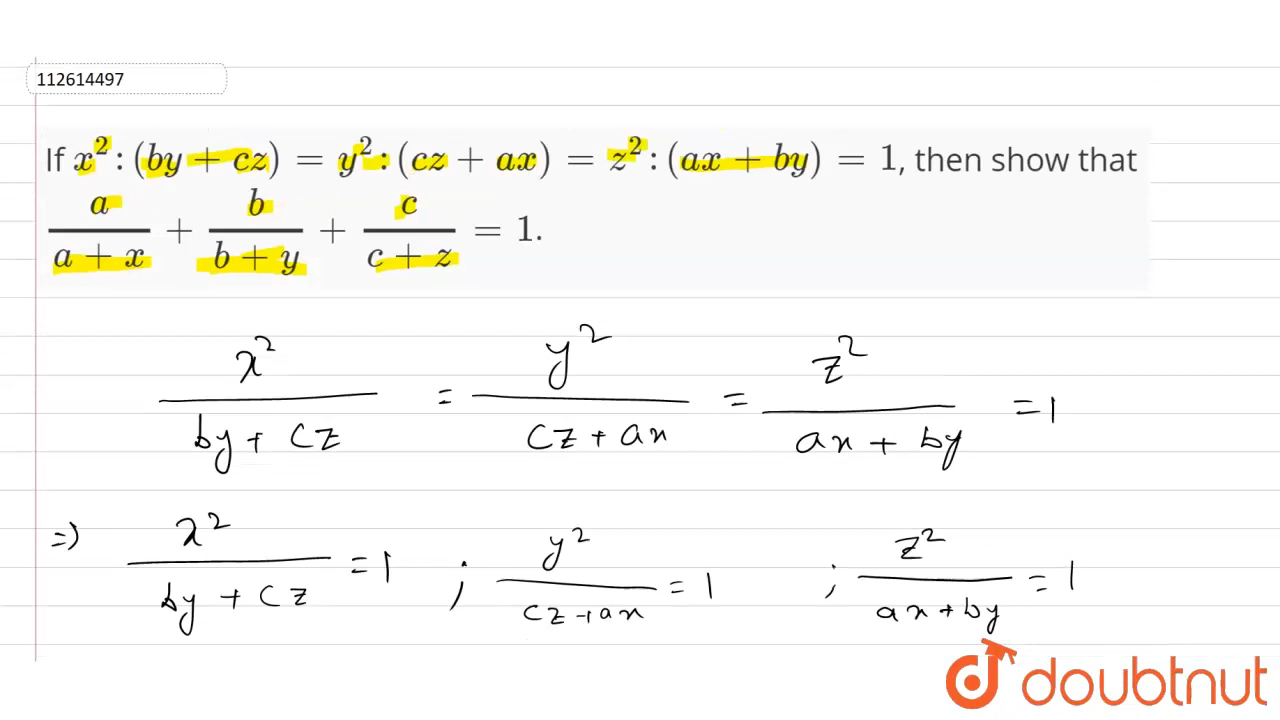 112614497
If x² : (by + cz) = y² : (cz + ax) = z² : (ax + by) = 1, then show that
a/(a + x) + b/(b + y) + c/(c + z) = 1.
x²/(by + cz) = y²/(cz + ax) = z²/(ax + by) = 1
=) x²/(by + cz) = 1 ; y²/(cz + ax) = 1 ; z²/(ax + by) = 1
doubtnut